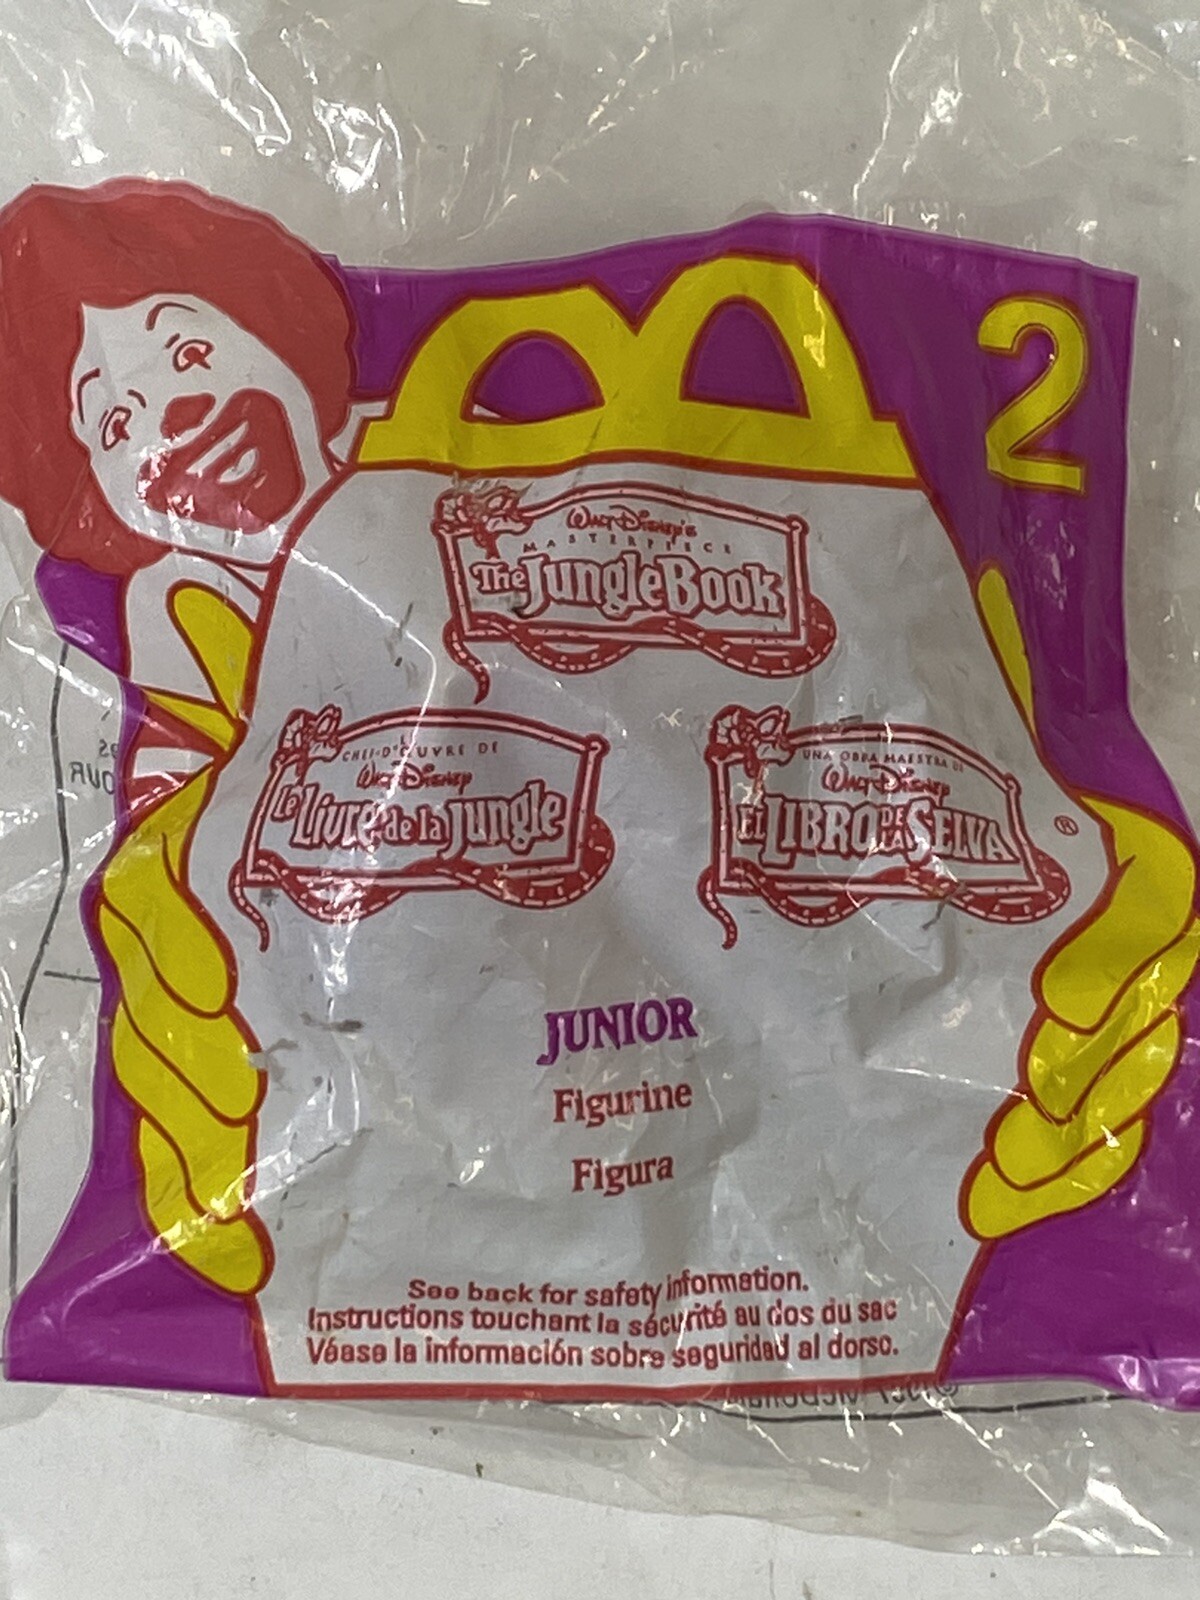 2
WALT DISNEY'S
MASTERPIECE
The Jungle Book
CHEF-D'ŒUVRE DE
WALT DISNEY
Le Livre de la Jungle
UNA OBRA MAESTRA DE
WALT DISNEY
EL LIBRO DE LA SELVA
®
JUNIOR
Figurine
Figura
See back for safety information.
Instructions touchant la sécurité au dos du sac
Véase la información sobre seguridad al dorso.